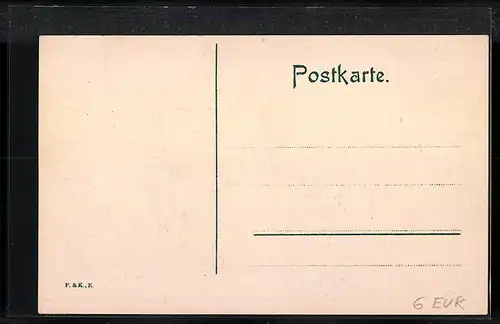 Postkarte.
F. & K., E.
6 EUR